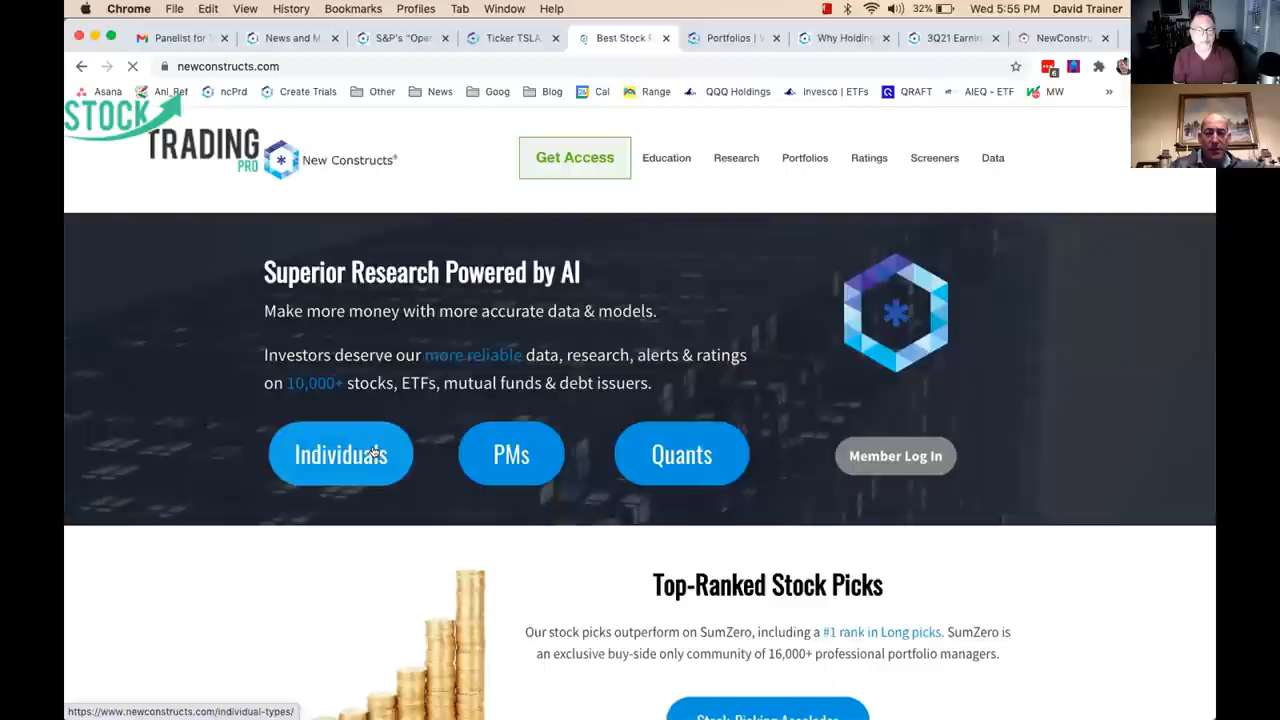 Chrome File Edit View History Bookmarks Profiles Tab Window Help 32% Wed 5:55 PM David Trainer
Panelist for News and M S&P's "Oper Ticker TSLA Best Stock R Portfolios | Why Holding 3Q21 Earnin NewConstru
newconstructs.com
6
Asana Anl_Ref ncPrd Create Trials Other News Goog Blog Cal Range QQQ Holdings Invesco | ETFs QRAFT AIEQ - ETF MW »
STOCK
TRADING
PRO
New Constructs®
Get Access Education Research Portfolios Ratings Screeners Data
Superior Research Powered by AI
Make more money with more accurate data & models.
Investors deserve our more reliable data, research, alerts & ratings
on 10,000+ stocks, ETFs, mutual funds & debt issuers.
Individuals PMs Quants Member Log In
Top-Ranked Stock Picks
Our stock picks outperform on SumZero, including a #1 rank in Long picks. SumZero is
an exclusive buy-side only community of 16,000+ professional portfolio managers.
Stock-Picking Accolades
https://www.newconstructs.com/individual-types/